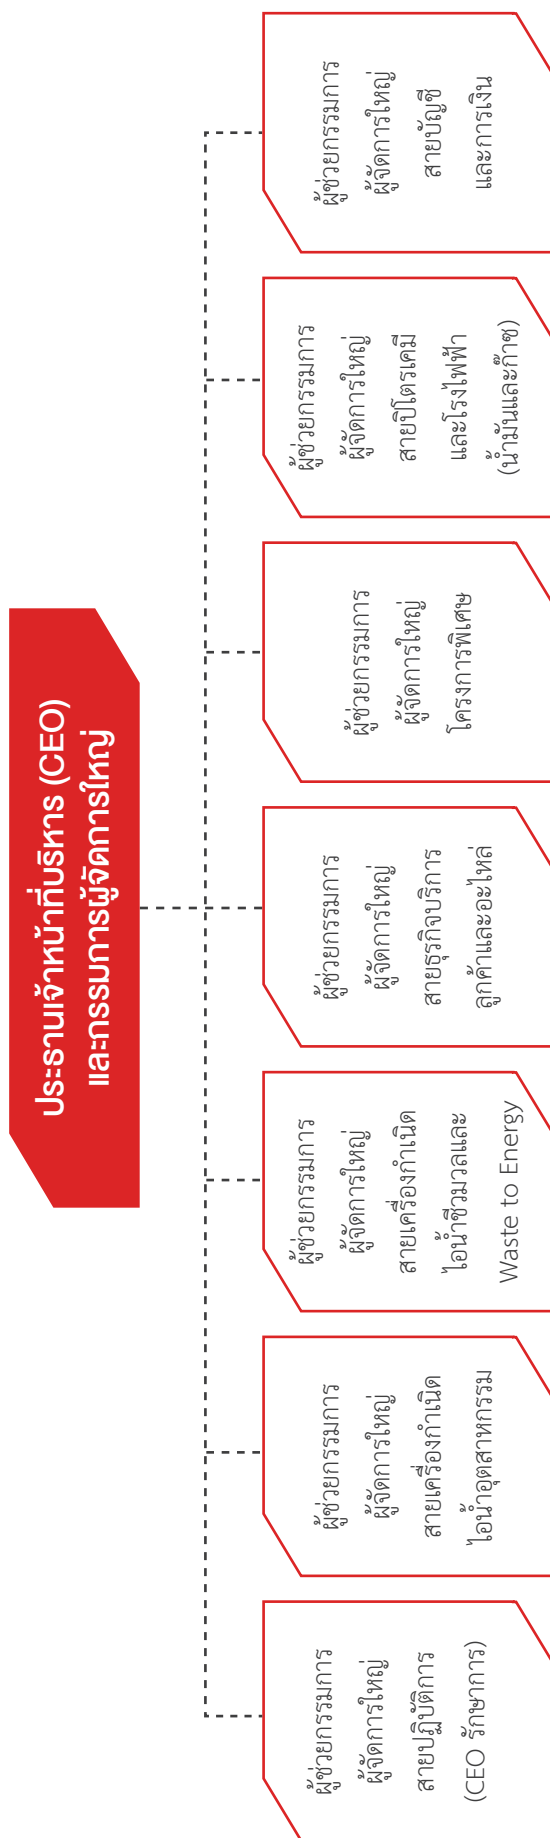 ประธานเจ้าหน้าที่บริหาร (CEO)
และกรรมการผู้จัดการใหญ่
ผู้ช่วยกรรมการ
ผู้จัดการใหญ่
สายปฏิบัติการ
(CEO รักษาการ)
ผู้ช่วยกรรมการ
ผู้จัดการใหญ่
สายเครื่องกำเนิด
ไอน้ำอุตสาหกรรม
ผู้ช่วยกรรมการ
ผู้จัดการใหญ่
สายเครื่องกำเนิด
ไอน้ำชีวมวลและ
Waste to Energy
ผู้ช่วยกรรมการ
ผู้จัดการใหญ่
สายธุรกิจบริการ
ลูกค้าและอะไหล่
ผู้ช่วยกรรมการ
ผู้จัดการใหญ่
โครงการพิเศษ
ผู้ช่วยกรรมการ
ผู้จัดการใหญ่
สายปิโตรเคมี
และโรงไฟฟ้า
(น้ำมันและก๊าซ)
ผู้ช่วยกรรมการ
ผู้จัดการใหญ่
สายบัญชี
และการเงิน